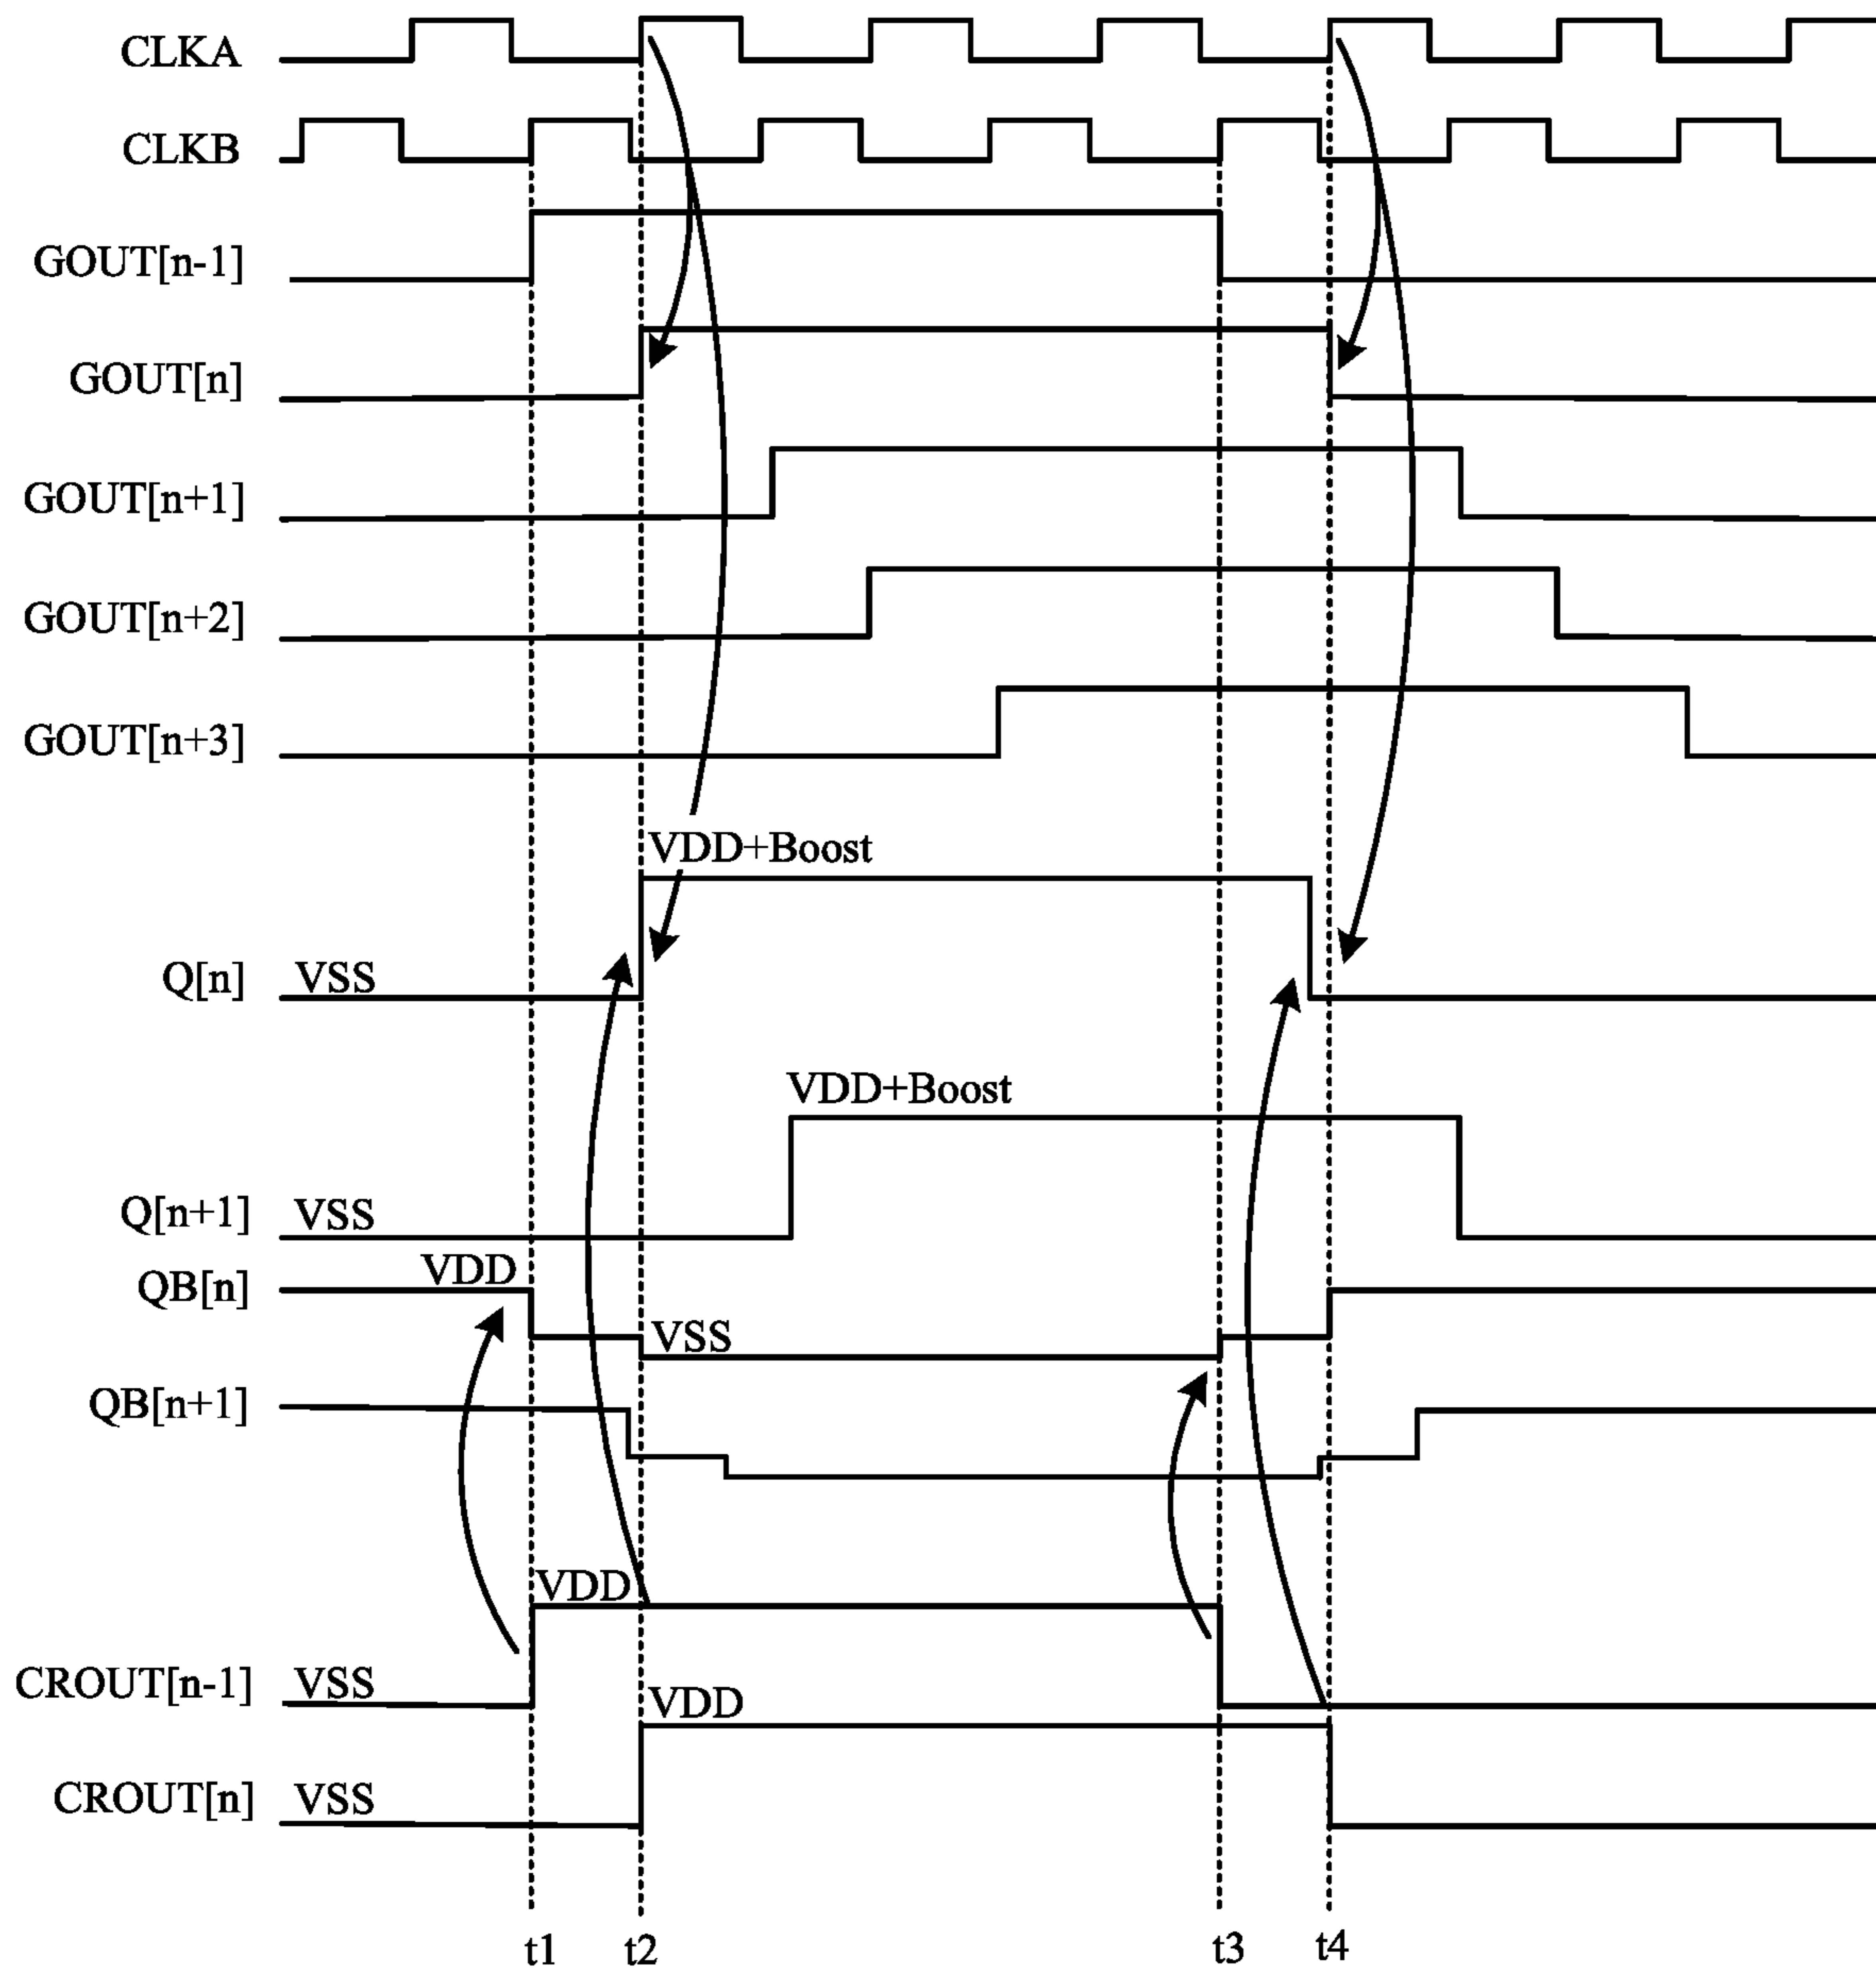 CLKA
CLKB
GOUT[n-1]
GOUT[n]
GOUT[n+1]
GOUT[n+2]
GOUT[n+3]
VDD+Boost
Q[n] VSS
VDD+Boost
Q[n+1] VSS
VDD
QB[n]
VSS
QB[n+1]
VDD
CROUT[n-1] VSS
VDD
CROUT[n] VSS
t1 t2 t3 t4